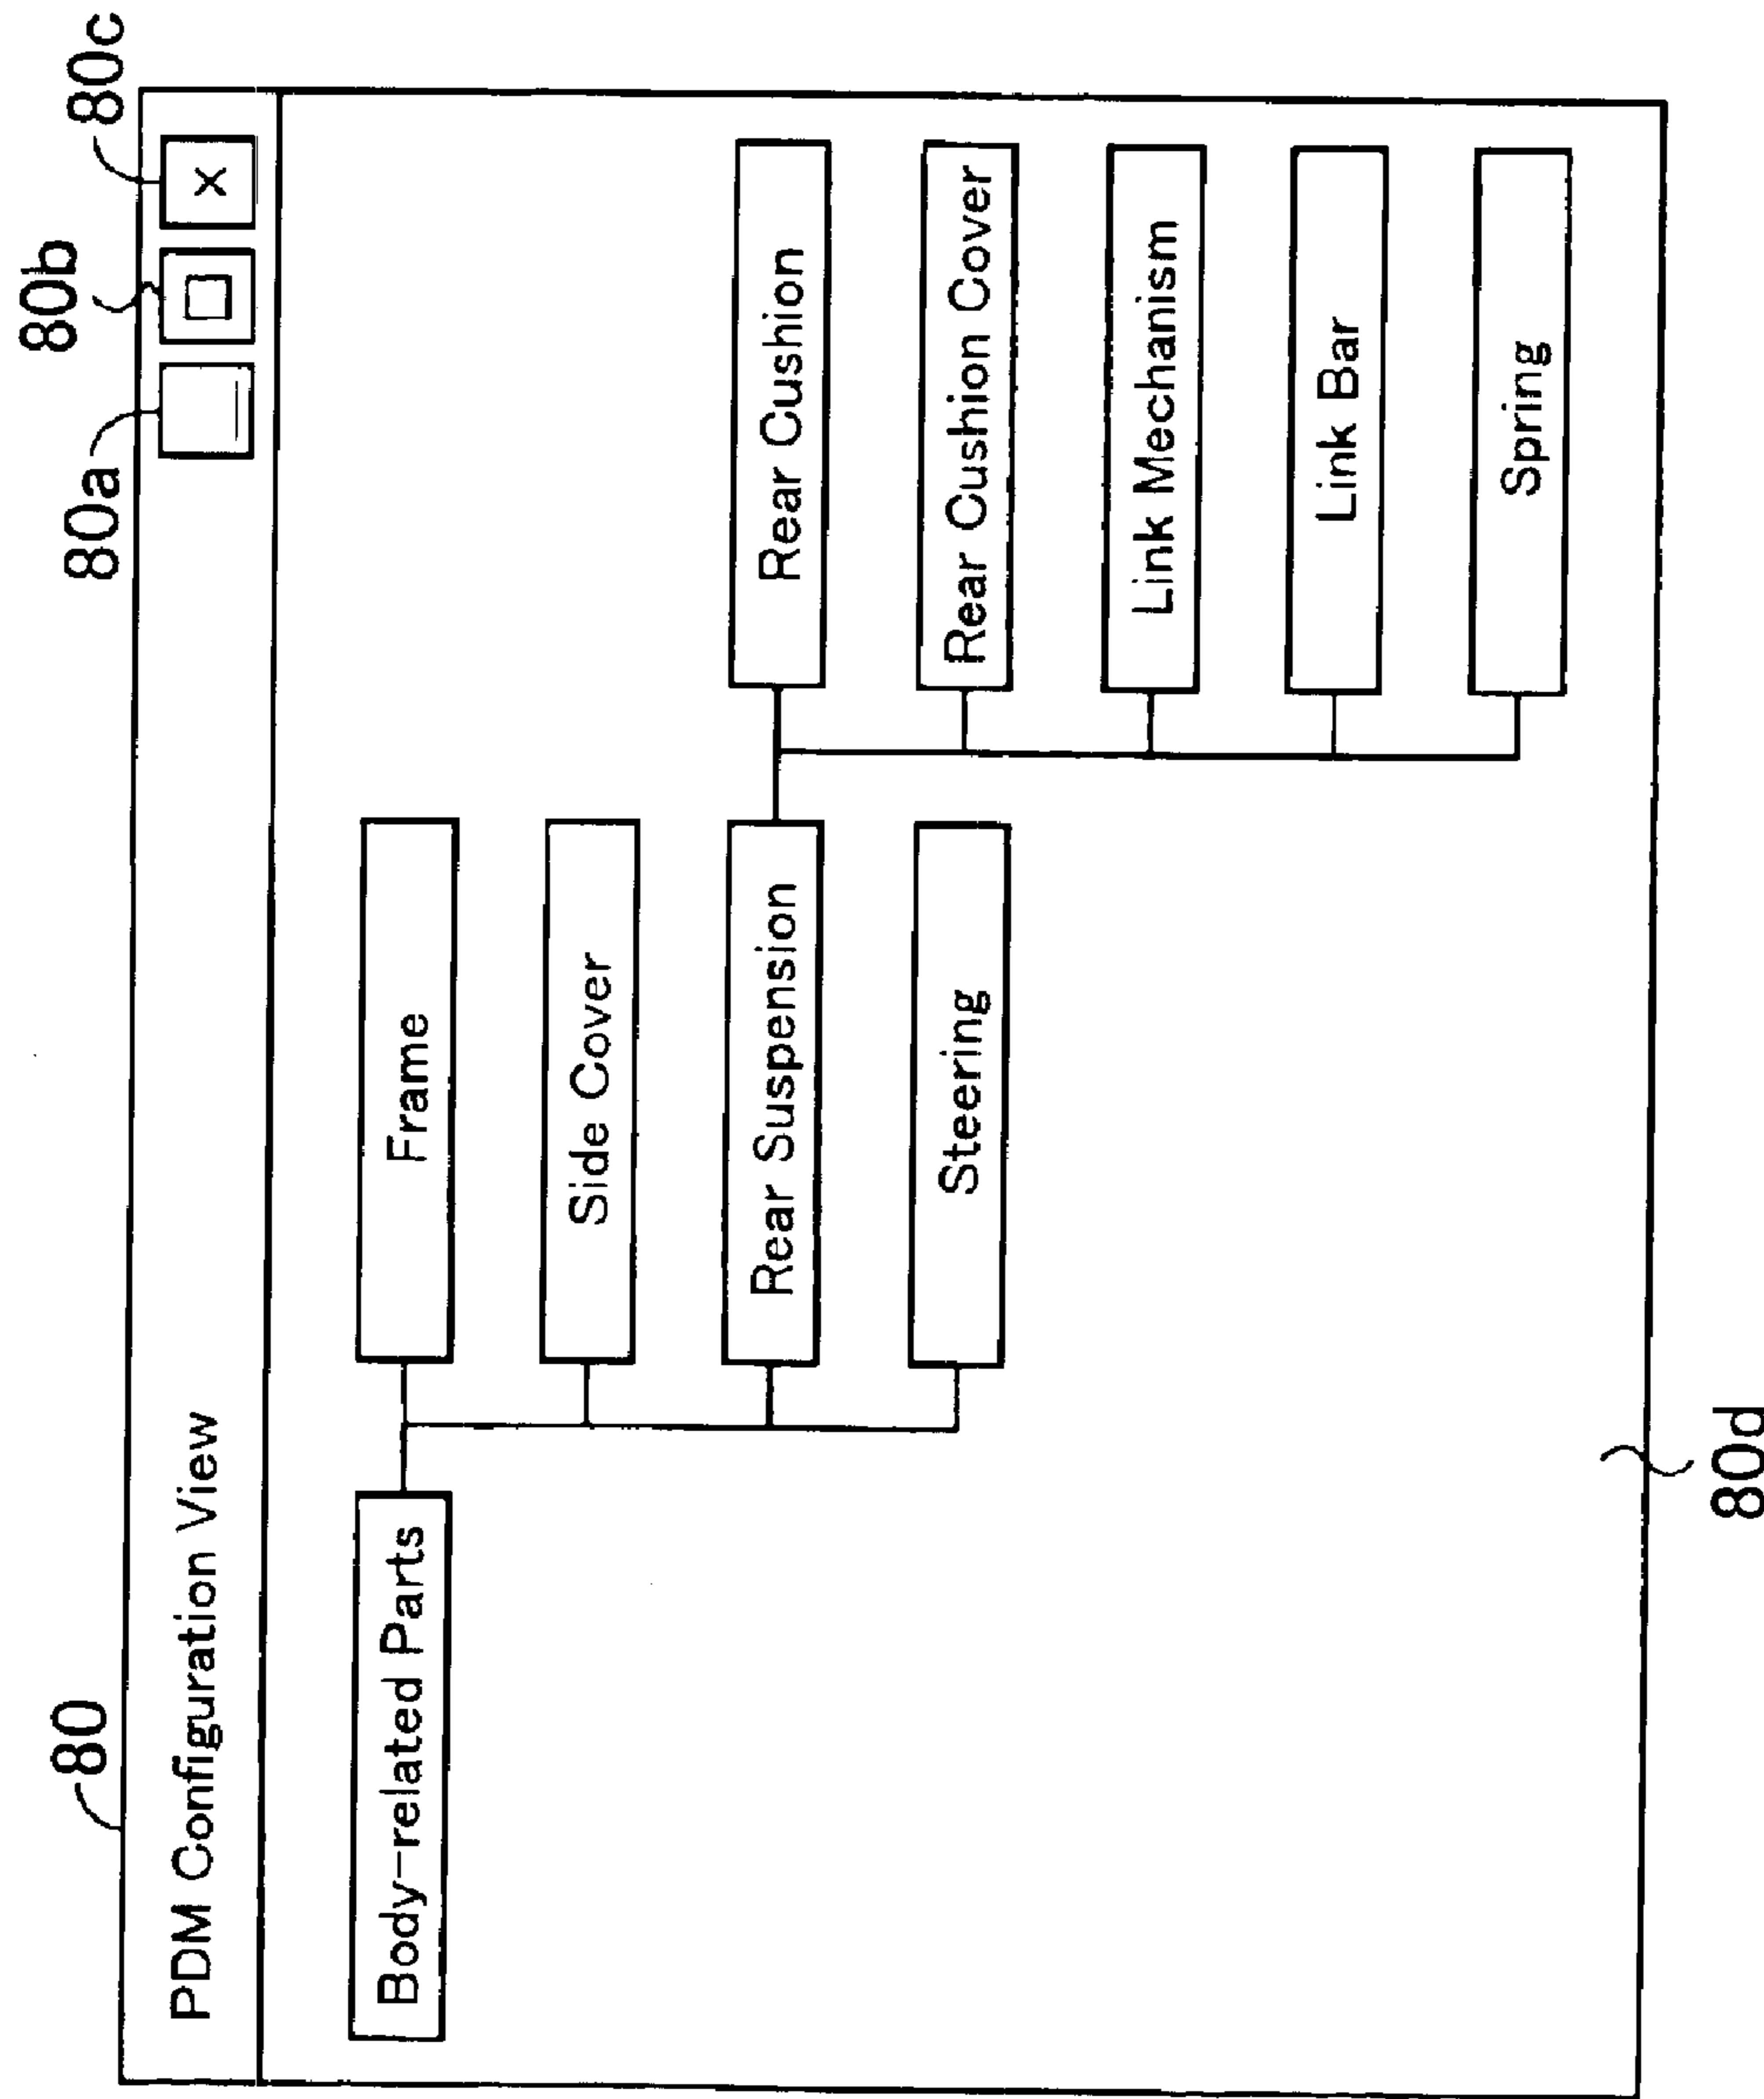 80
80a
80b
80c
PDM Configuration View
x
Body-related Parts
Frame
Side Cover
Rear Suspension
Rear Cushion
Steering
Rear Cushion Cover
Link Mechanism
Link Bar
Spring
80d